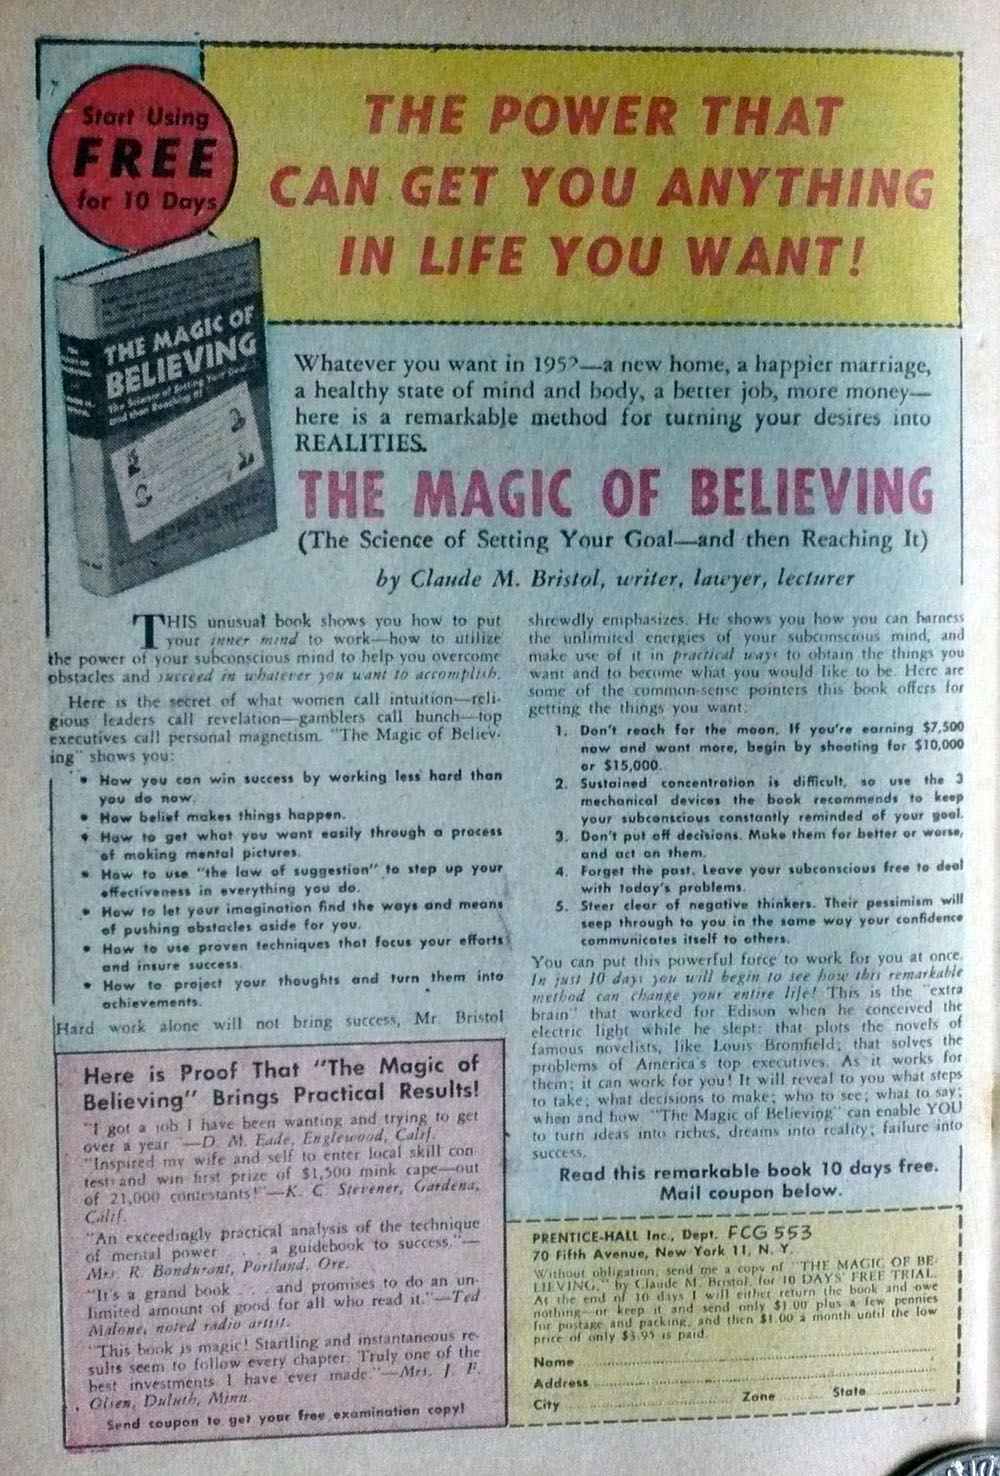 Start Using
FREE
for 10 Days
THE POWER THAT
CAN GET YOU ANYTHING
IN LIFE YOU WANT!
THE MAGIC OF
BELIEVING
The Science of Setting Your Goal
and then Reaching It
Whatever you want in 195?—a new home, a happier marriage,
a healthy state of mind and body, a better job, more money—
here is a remarkable method for turning your desires into
REALITIES.
THE MAGIC OF BELIEVING
(The Science of Setting Your Goal—and then Reaching It)
by Claude M. Bristol, writer, lawyer, lecturer
THIS unusual book shows you how to put
your inner mind to work—how to utilize
the power of your subconscious mind to help you overcome
obstacles and succeed in whatever you want to accomplish.
Here is the secret of what women call intuition—reli-
gious leaders call revelation—gamblers call hunch—top
executives call personal magnetism. "The Magic of Believ-
ing" shows you:
• How you can win success by working less hard than
you do now.
• How belief makes things happen.
• How to get what you want easily through a process
of making mental pictures.
• How to use "the law of suggestion" to step up your
effectiveness in everything you do.
• How to let your imagination find the ways and means
of pushing obstacles aside for you.
• How to use proven techniques that focus your efforts
and insure success.
• How to project your thoughts and turn them into
achievements.
Hard work alone will not bring success, Mr. Bristol
shrewdly emphasizes. He shows you how you can harness
the unlimited energies of your subconscious mind, and
make use of it in practical ways to obtain the things you
want and to become what you would like to be. Here are
some of the common-sense pointers this book offers for
getting the things you want:
1. Don't reach for the moon. If you're earning $7,500
now and want more, begin by shooting for $10,000
or $15,000.
2. Sustained concentration is difficult, so use the 3
mechanical devices the book recommends to keep
your subconscious constantly reminded of your goal.
3. Don't put off decisions. Make them for better or worse,
and act on them.
4. Forget the past. Leave your subconscious free to deal
with today's problems.
5. Steer clear of negative thinkers. Their pessimism will
seep through to you in the same way your confidence
communicates itself to others.
You can put this powerful force to work for you at once.
In just 10 days you will begin to see how this remarkable
method can change your entire life! This is the "extra
brain" that worked for Edison when he conceived the
electric light while he slept; that plots the novels of
famous novelists, like Louis Bromfield; that solves the
problems of America's top executives. As it works for
them; it can work for you! It will reveal to you what steps
to take; what decisions to make; who to see; what to say;
when and how. "The Magic of Believing" can enable YOU
to turn ideas into riches, dreams into reality; failure into
success.
Read this remarkable book 10 days free.
Mail coupon below.
Here is Proof That "The Magic of
Believing" Brings Practical Results!
"I got a job I have been wanting and trying to get
over a year"—D. M. Eade, Englewood, Calif.
"Inspired my wife and self to enter local skill con
test and win first prize of $1,500 mink cape—out
of 21,000 contestants!"—K. C. Stevener, Gardena,
Calif.
"An exceedingly practical analysis of the technique
of mental power . . . a guidebook to success."—
Mrs. R. Bondurant, Portland, Ore.
"It's a grand book . . . and promises to do an un-
limited amount of good for all who read it."—Ted
Malone, noted radio artist.
"This book is magic! Startling and instantaneous re-
sults seem to follow every chapter. Truly one of the
best investments I have ever made."—Mrs. J. F.
Olsen, Duluth, Minn.
Send coupon to get your free examination copy!
PRENTICE-HALL Inc., Dept. FCG 553
70 Fifth Avenue, New York 11, N. Y.
Without obligation, send me a copy of "THE MAGIC OF BE-
LIEVING," by Claude M. Bristol, for 10 DAYS' FREE TRIAL.
At the end of 10 days I will either return the book and owe
nothing—or keep it and send only $1.00 plus a few pennies
for postage and packing, and then $1.00 a month until the low
price of only $3.95 is paid.
Name
Address
City Zone State